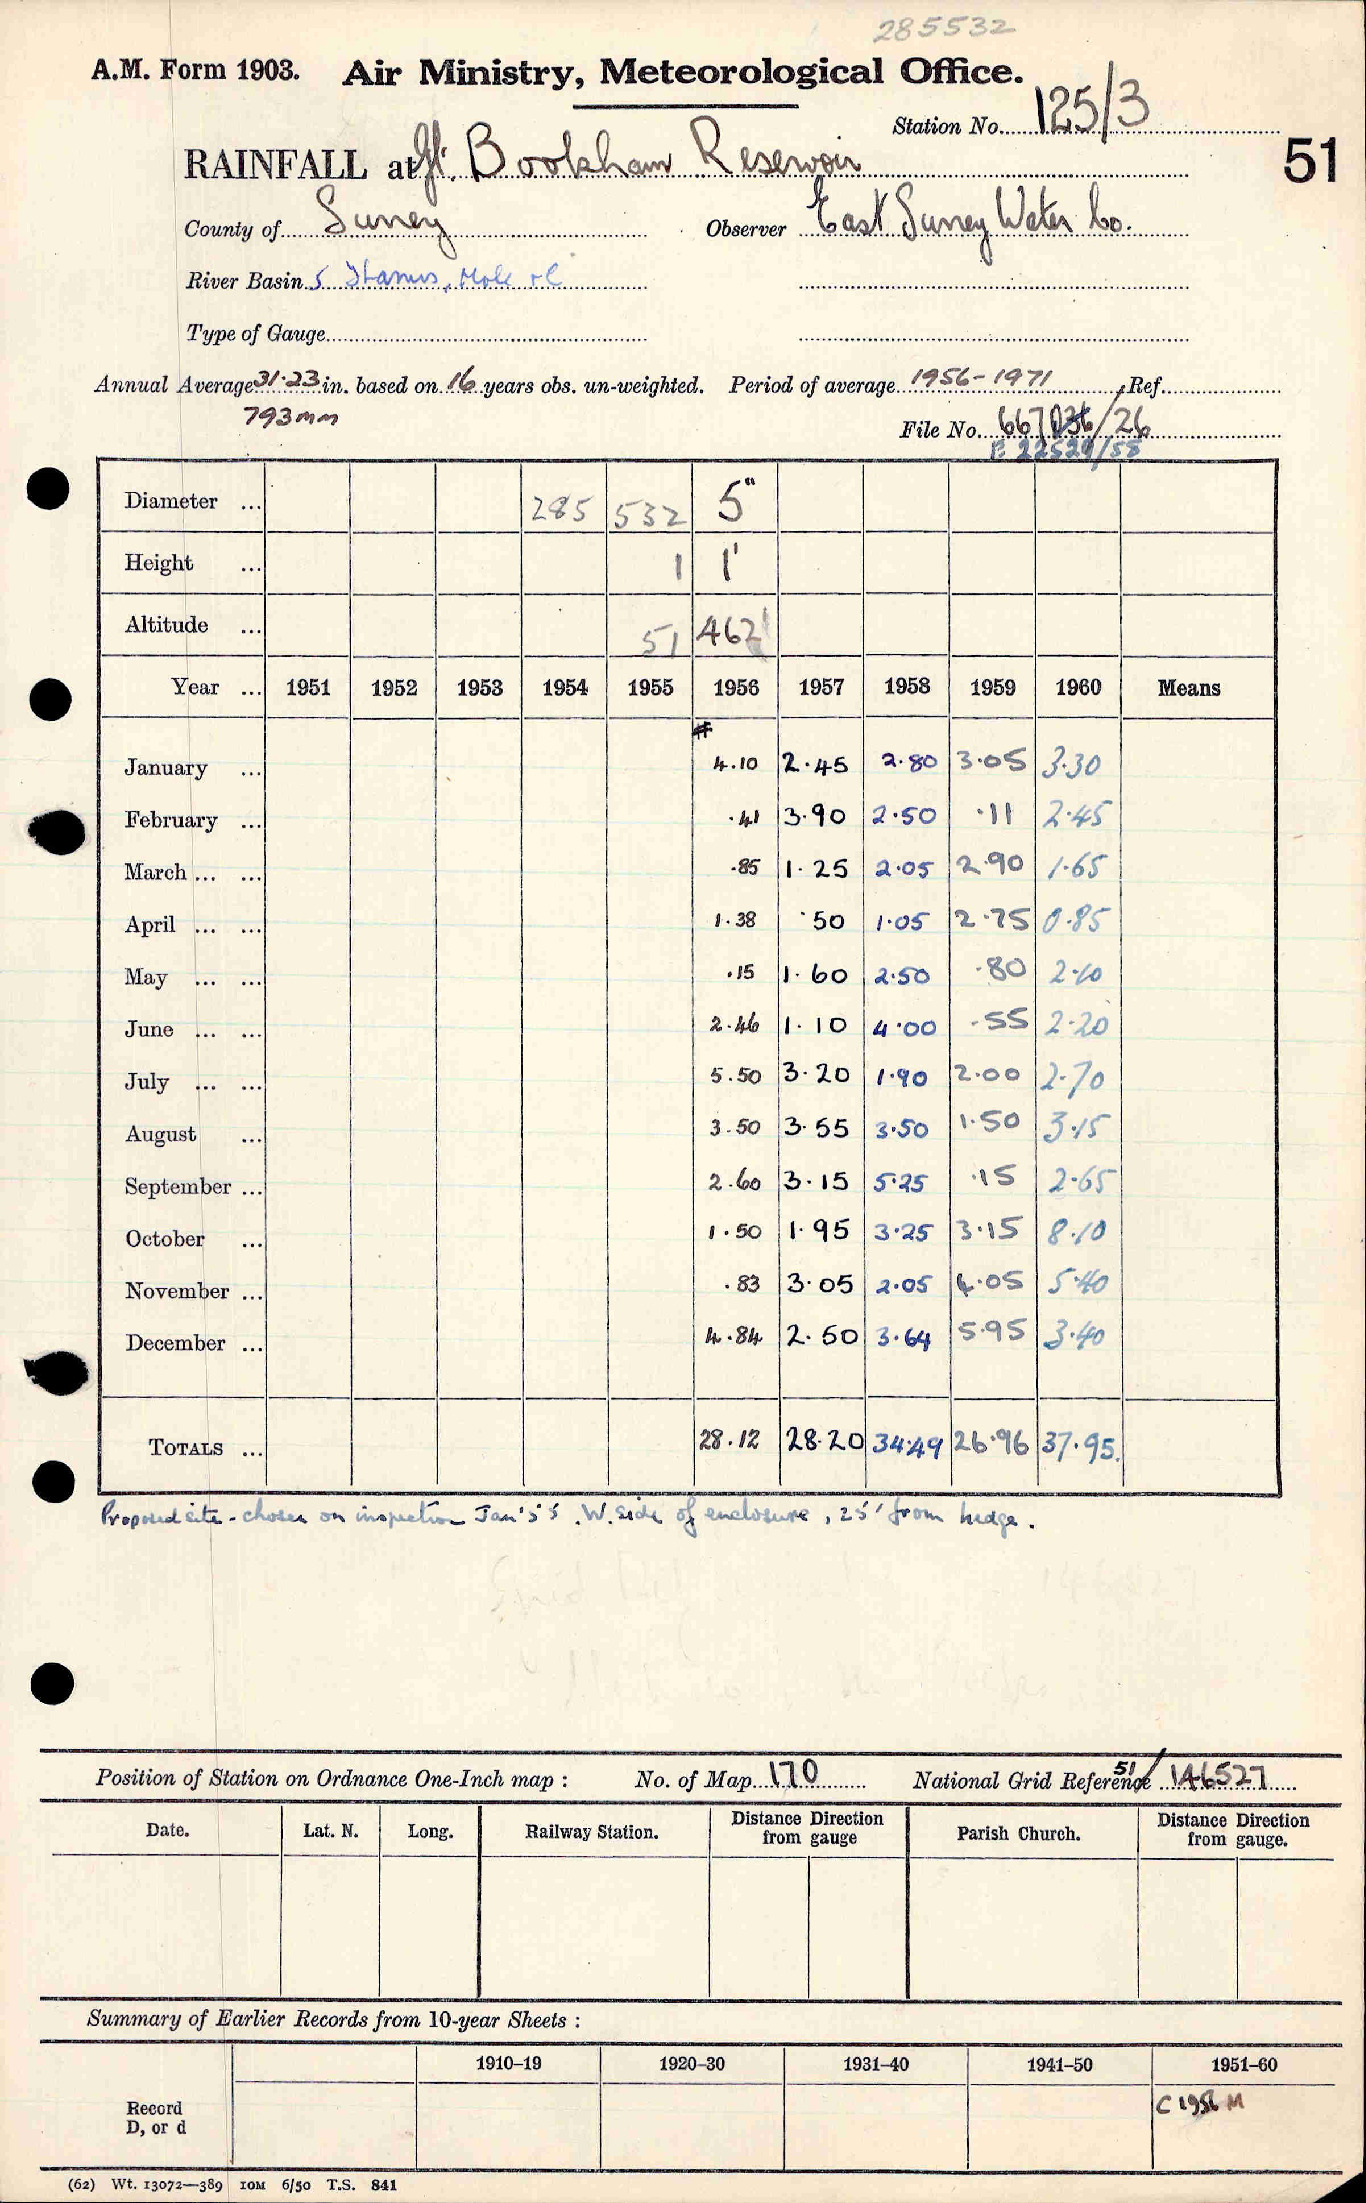 285532
A.M. Form 1903. Air Ministry, Meteorological Office.
Station No. 125/3
51
RAINFALL at Gt. Bookham Reservoir
County of Surrey Observer East Surrey Water Co.
River Basin 5 Thames, Mole
Type of Gauge
Annual Average 31.23 in. based on 16 years obs. un-weighted. Period of average 1956-1971 Ref.
793mm
File No. 667036/26
E 22529/55
Diameter ... 285 532 5"
Height ... 1 1'
Altitude ... 51 462'
Year ... 1951 1952 1953 1954 1955 1956 1957 1958 1959 1960 Means
#
January ... 4.10 2.45 2.80 3.05 3.30
February ... .41 3.90 2.50 .11 2.45
March ... ... .85 1.25 2.05 2.90 1.65
April ... ... 1.38 .50 1.05 2.75 0.85
May ... ... .15 1.60 2.50 .80 2.10
June ... ... 2.46 1.10 4.00 .55 2.20
July ... ... 5.50 3.20 1.90 2.00 2.70
August ... 3.50 3.55 3.50 1.50 3.15
September ... 2.60 3.15 5.25 .15 2.65
October ... 1.50 1.95 3.25 3.15 8.10
November ... .83 3.05 2.05 4.05 5.40
December ... 4.84 2.50 3.64 5.95 3.40
TOTALS ... 28.12 28.20 34.49 26.96 37.95.
Proposed site - chosen on inspection Jan '55. W. side of enclosure, 25' from hedge.
Position of Station on Ordnance One-Inch map : No. of Map 170 National Grid Reference 51/146527
Date. Lat. N. Long. Railway Station. Distance Direction from gauge Parish Church. Distance Direction from gauge.
Summary of Earlier Records from 10-year Sheets :
1910–19 1920–30 1931–40 1941–50 1951–60
Record C 1956 M
D, or d
(62) Wt. 13072—389 10M 6/50 T.S. 841